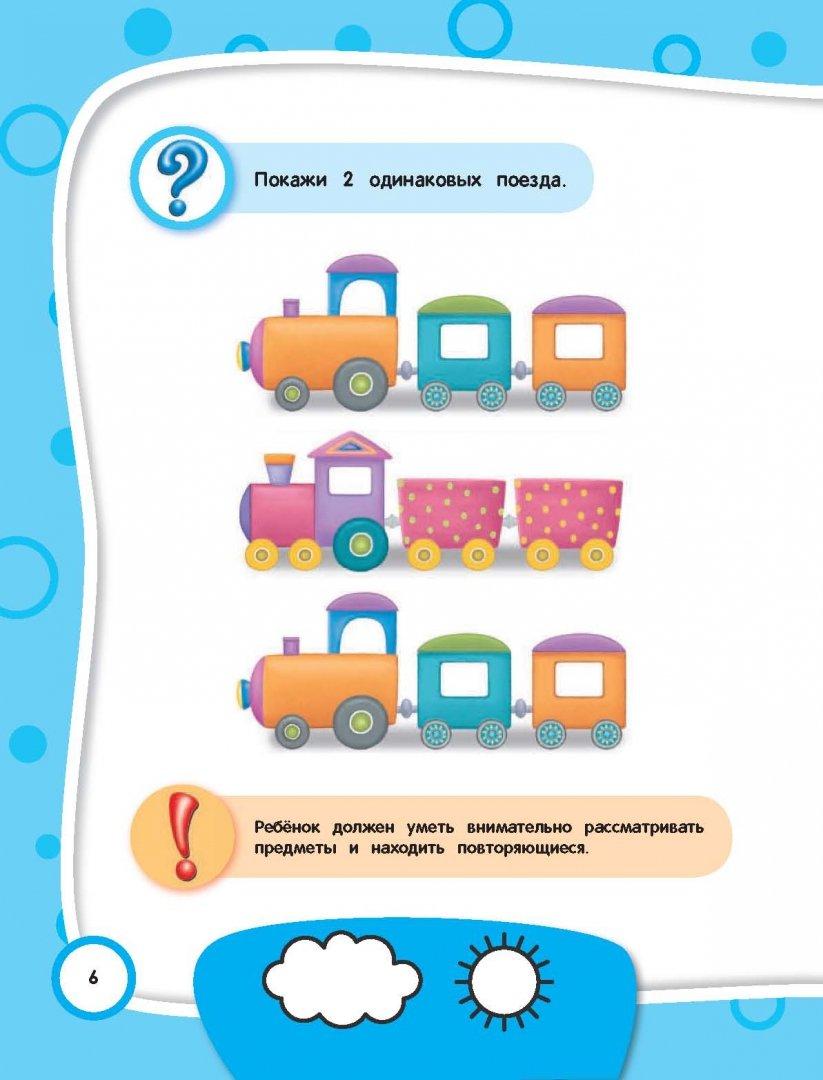 Покажи 2 одинаковых поезда.
Ребёнок должен уметь внимательно рассматривать
предметы и находить повторяющиеся.
6